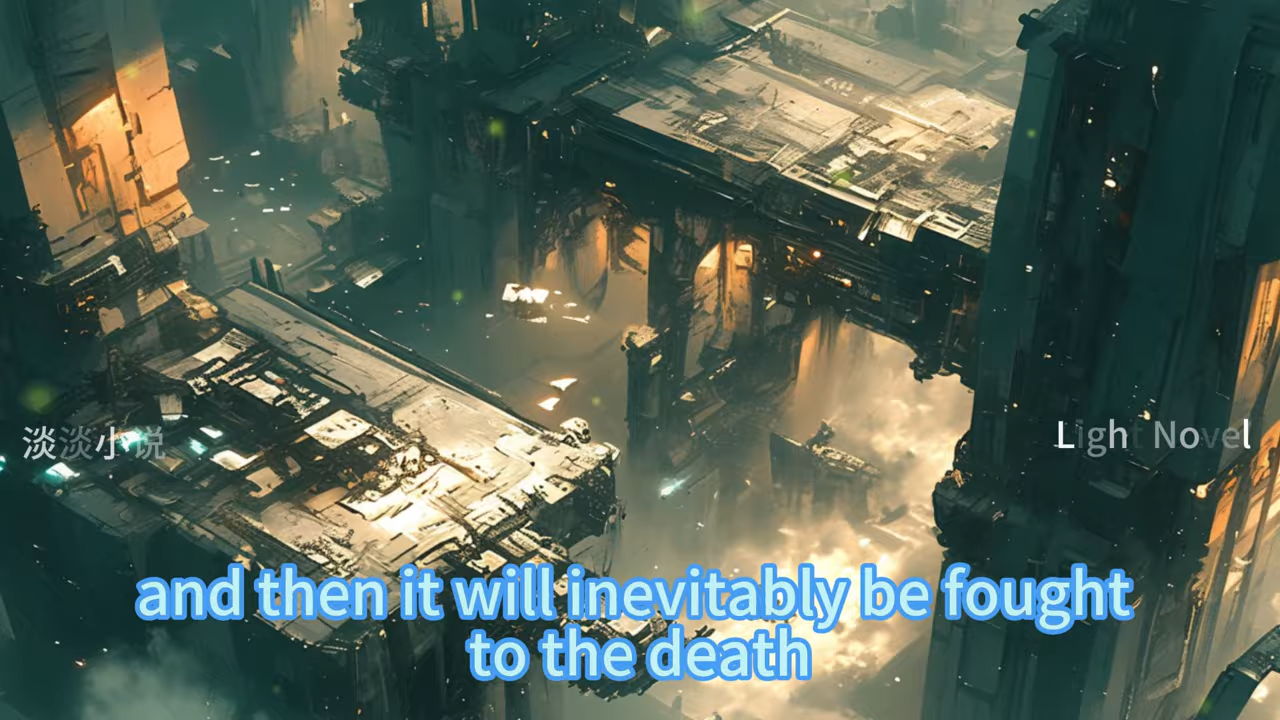 淡淡小说
Light Novel
and then it will inevitably be fought
to the death